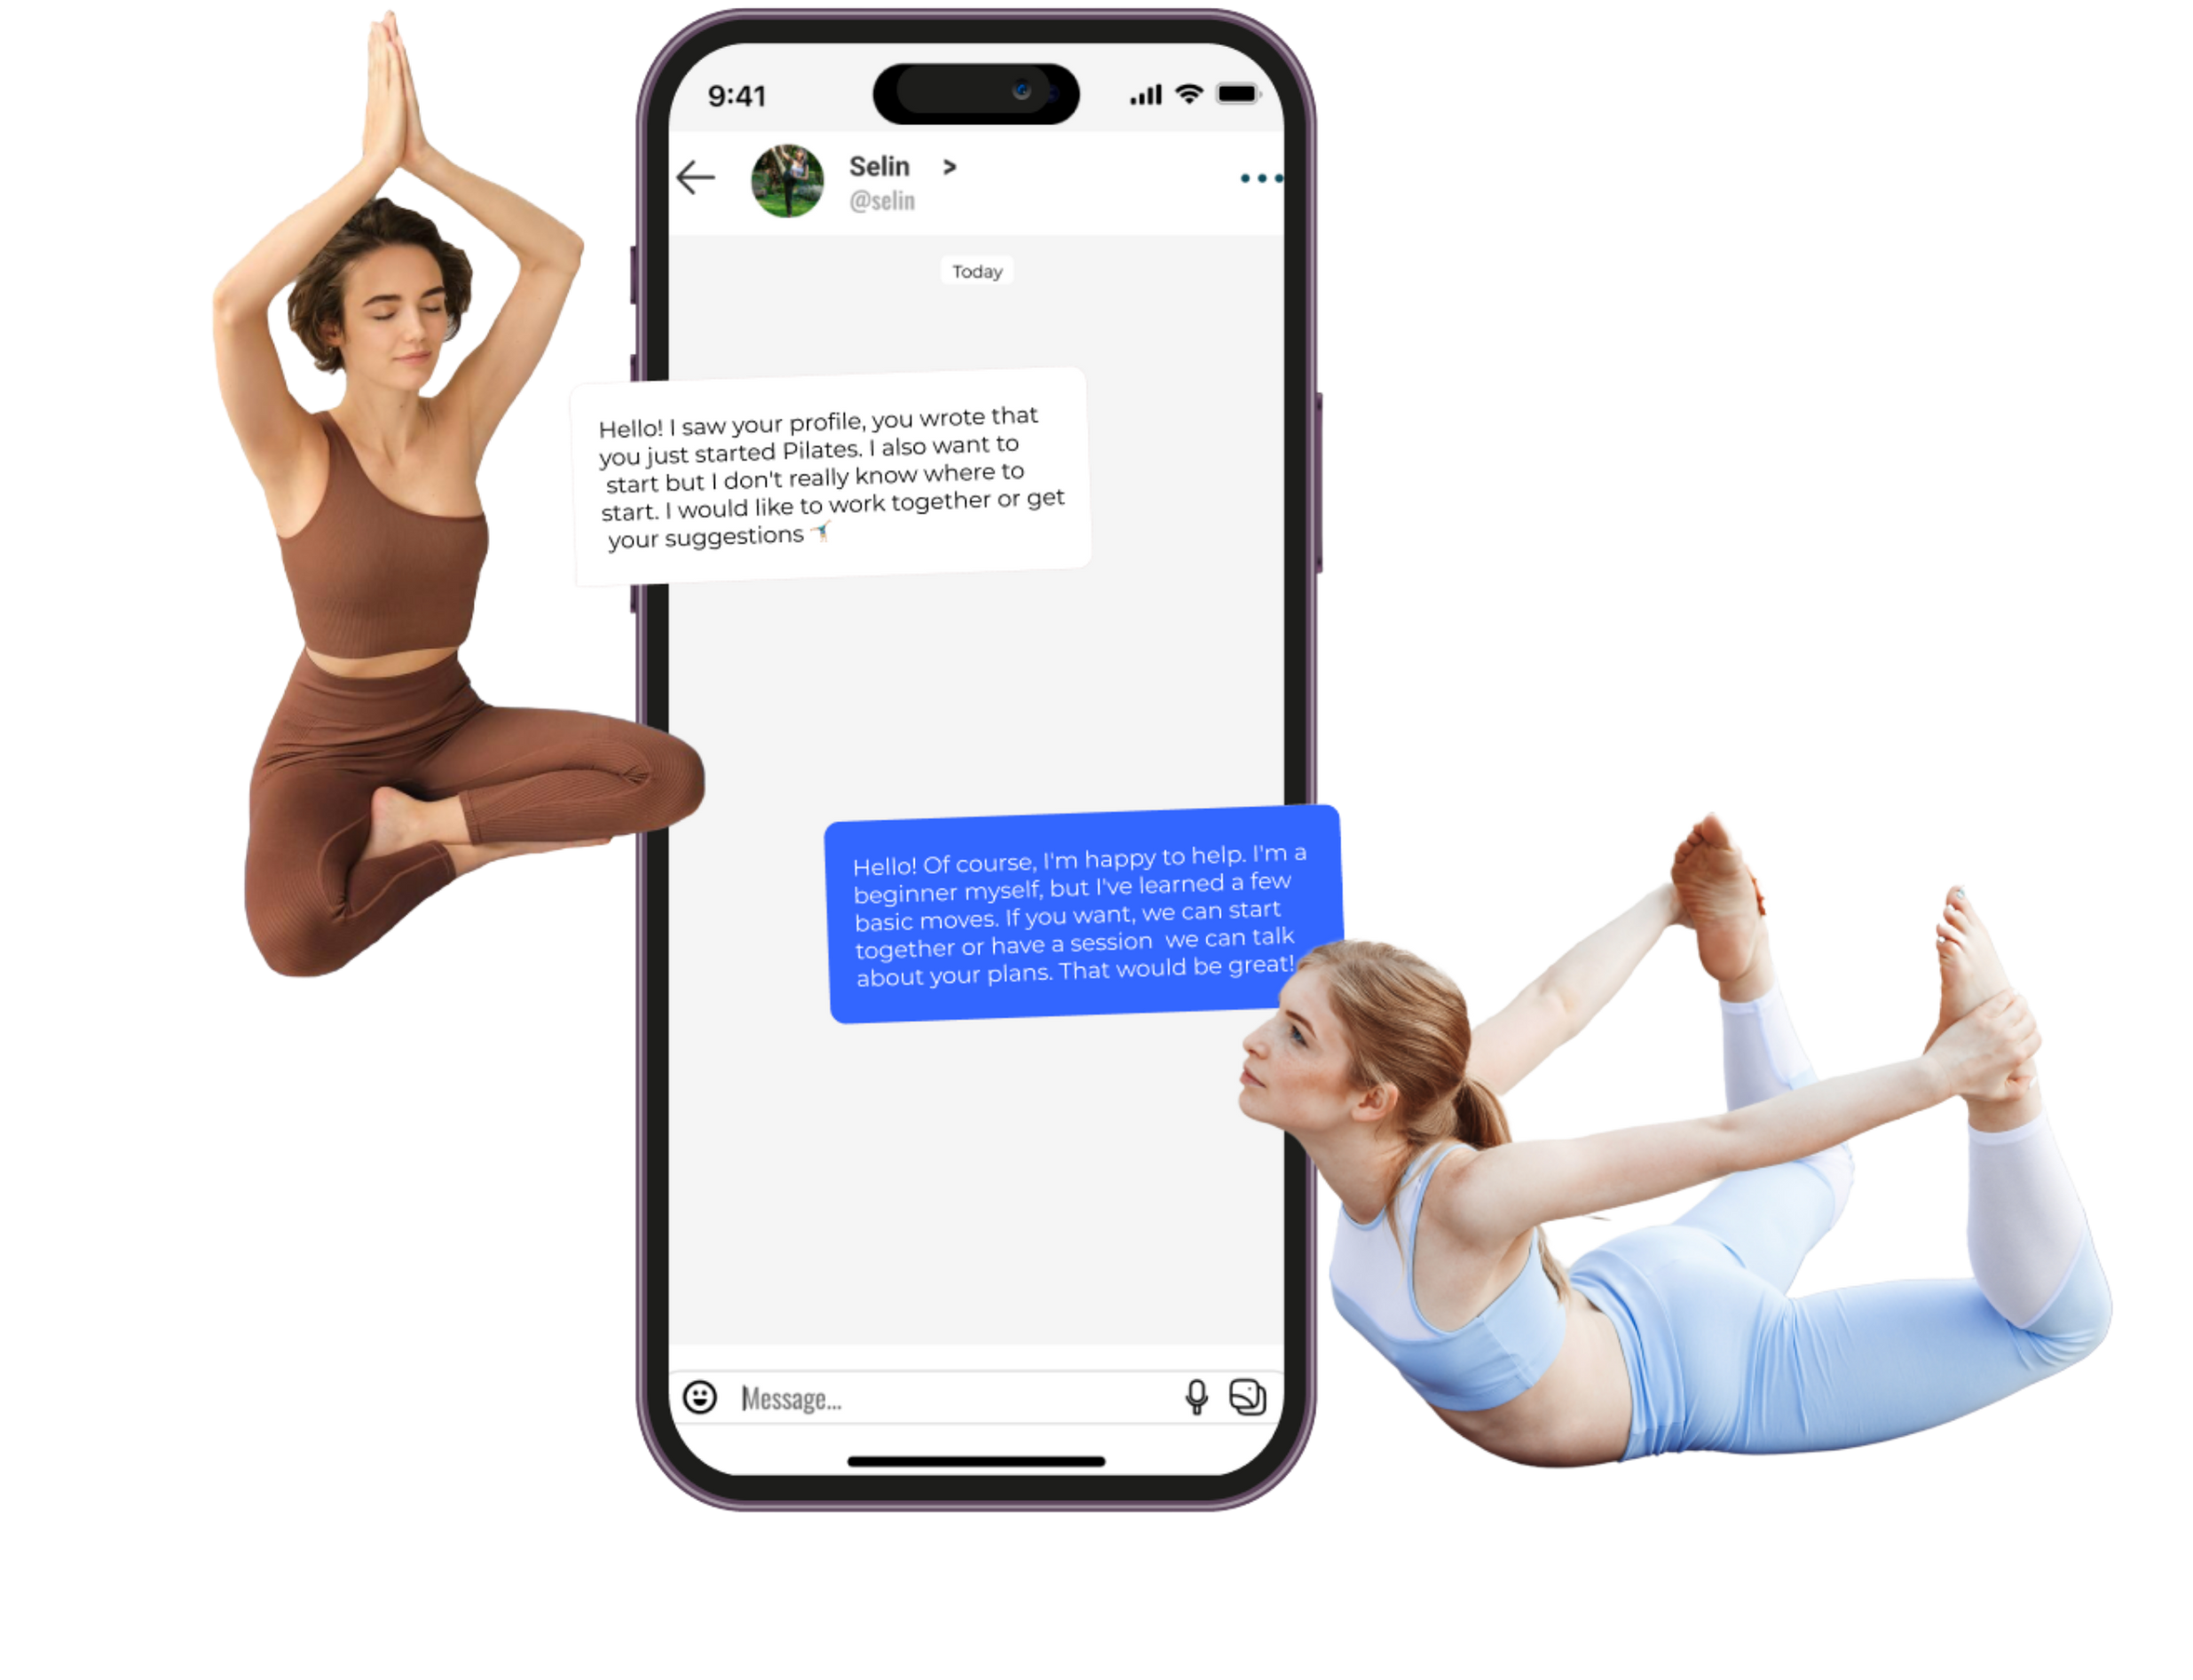 9:41
Selin >
@selin
Today
Hello! I saw your profile, you wrote that
you just started Pilates. I also want to
start but I don't really know where to
start. I would like to work together or get
your suggestions
Hello! Of course, I'm happy to help. I'm a
beginner myself, but I've learned a few
basic moves. If you want, we can start
together or have a session we can talk
about your plans. That would be great!
Message...